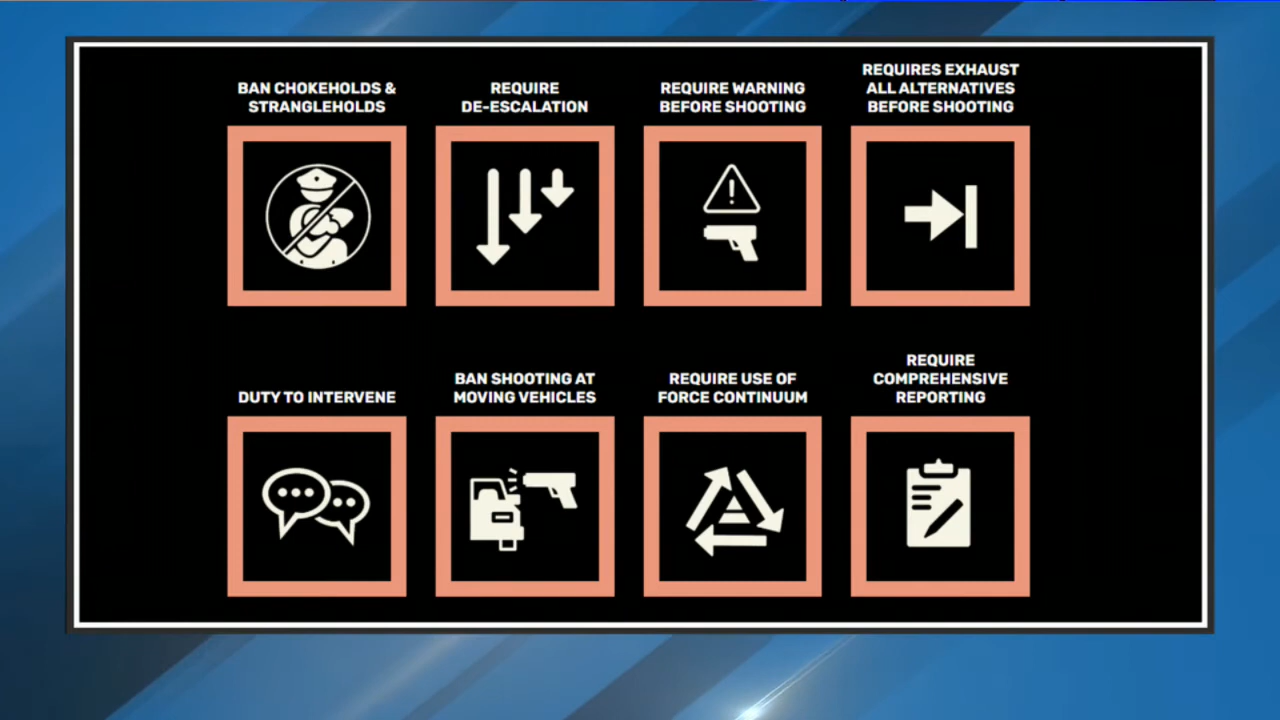 BAN CHOKEHOLDS &
STRANGLEHOLDS
REQUIRE
DE-ESCALATION
REQUIRE WARNING
BEFORE SHOOTING
REQUIRES EXHAUST
ALL ALTERNATIVES
BEFORE SHOOTING
DUTY TO INTERVENE
BAN SHOOTING AT
MOVING VEHICLES
REQUIRE USE OF
FORCE CONTINUUM
REQUIRE
COMPREHENSIVE
REPORTING